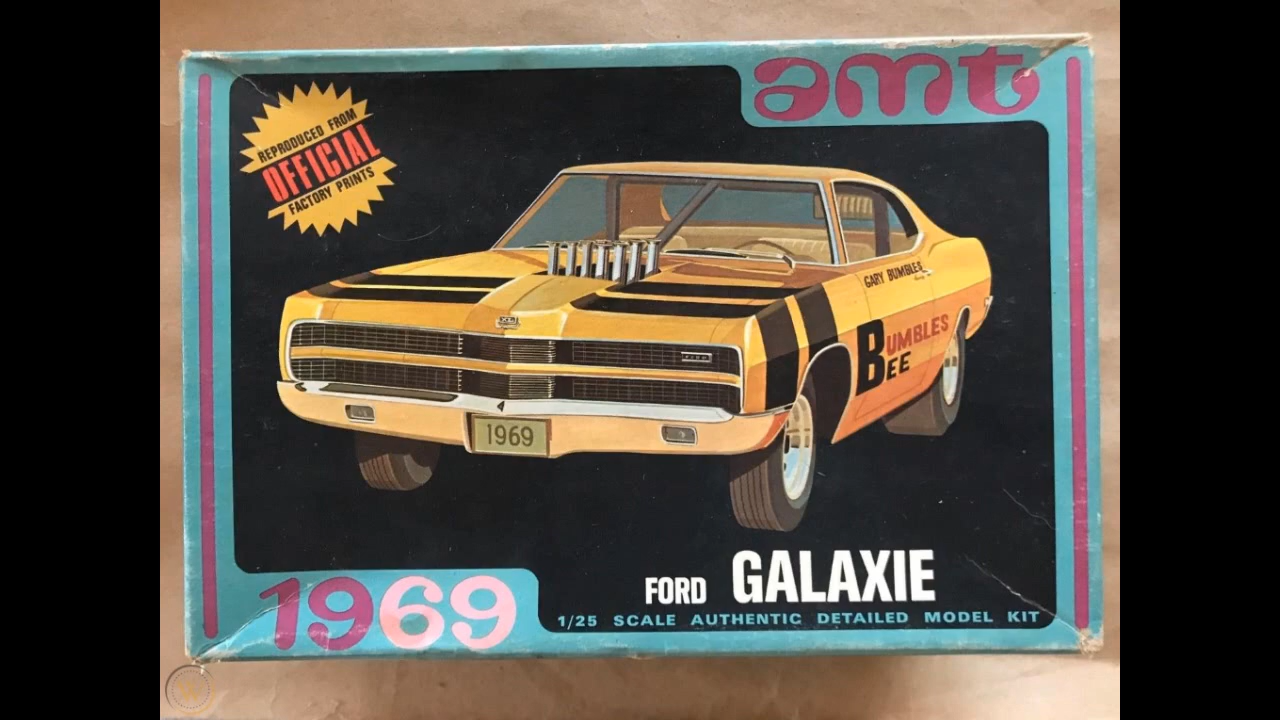 amt
REPRODUCED FROM
OFFICIAL
FACTORY PRINTS
GARY BUMBLES
BUMBLES
BEE
FORD
1969
FORD GALAXIE
1969
1/25 SCALE AUTHENTIC DETAILED MODEL KIT